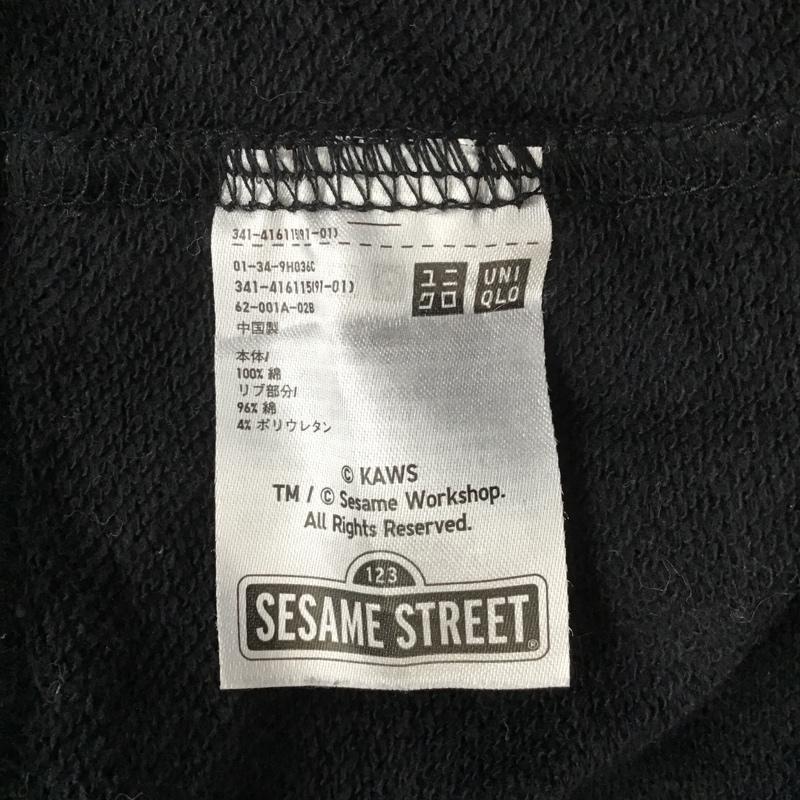 341-416115(91-01)
01-34-9H036C
341-416115(91-01)
62-001A-02B
中国製
ユニ
クロ
UNI
QLO
本体/
100% 綿
リブ部分/
96% 綿
4% ポリウレタン
© KAWS
TM / © Sesame Workshop.
All Rights Reserved.
123
SESAME STREET®